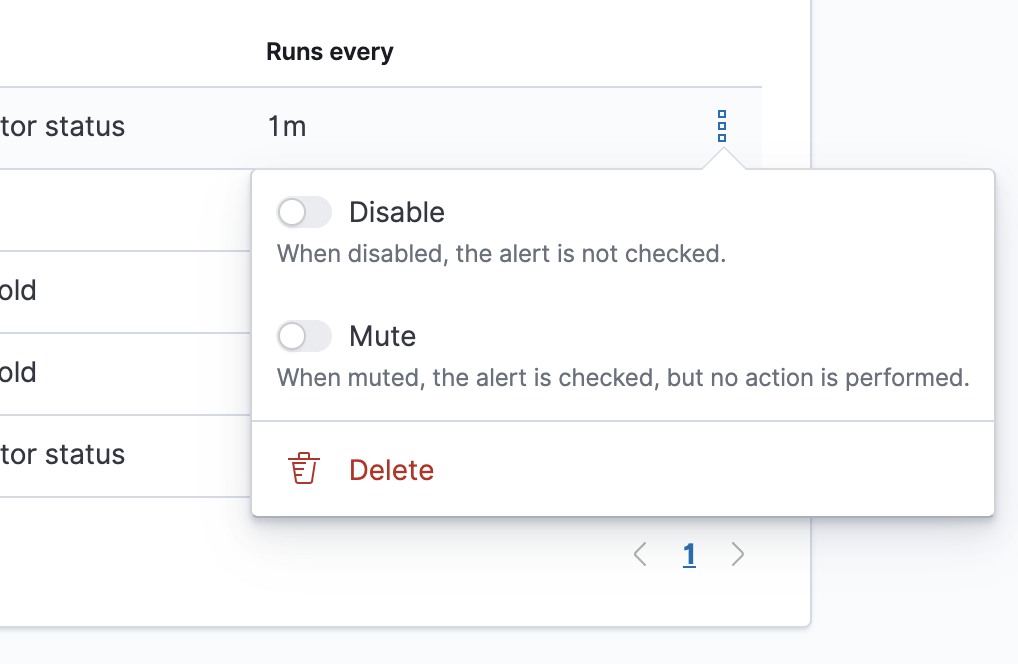 Runs every
tor status
1m
Disable
When disabled, the alert is not checked.
old
Mute
old
When muted, the alert is checked, but no action is performed.
tor status
Delete
1